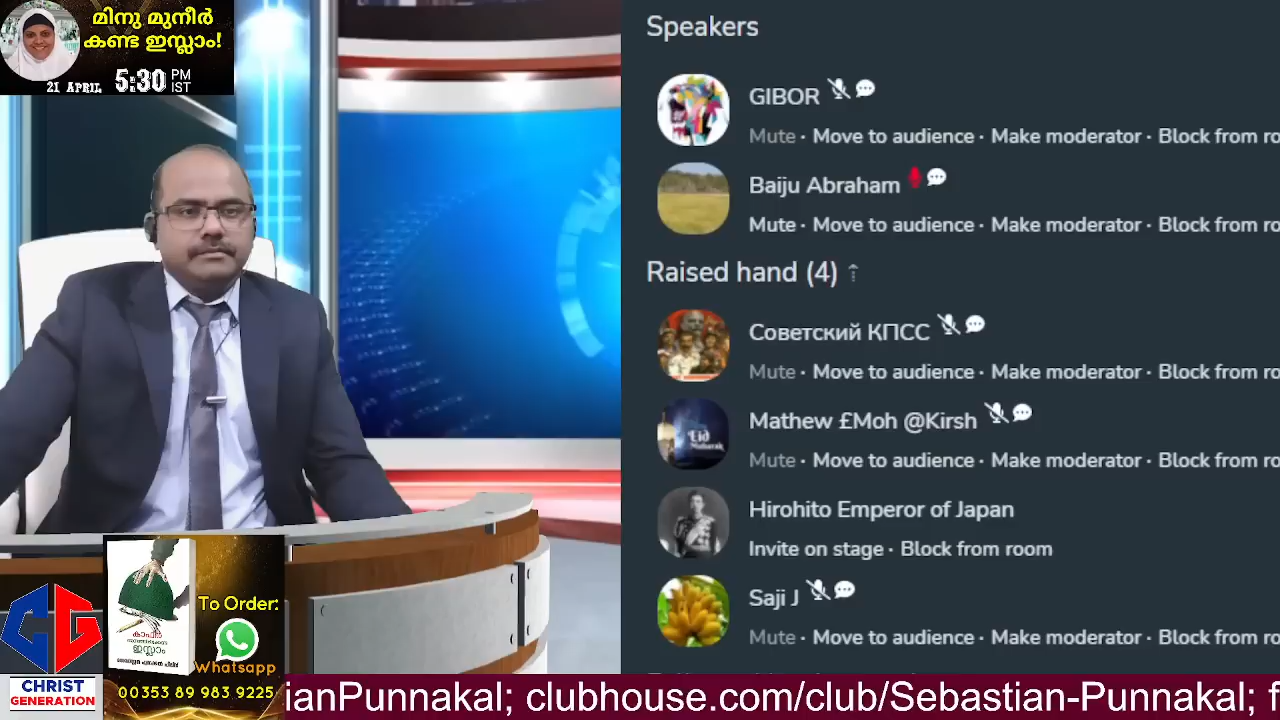 മിനു മുനീർ
കണ്ട ഇസ്ലാം!
21 APRIL 5:30 PM IST
Speakers
GIBOR
Mute · Move to audience · Make moderator · Block from ro
Baiju Abraham
Mute · Move to audience · Make moderator · Block from ro
Raised hand (4) ↑
Советский КПСС
Mute · Move to audience · Make moderator · Block from ro
Mathew £Moh @Kirsh
Eid
Mubarak
Mute · Move to audience · Make moderator · Block from ro
Hirohito Emperor of Japan
Invite on stage · Block from room
Saji J
Mute · Move to audience · Make moderator · Block from ro
കാഫിർ
ഇസ്ലാം
To Order:
Whatsapp
00353 89 983 9225
CG
CHRIST
GENERATION
ianPunnakal; clubhouse.com/club/Sebastian-Punnakal; f